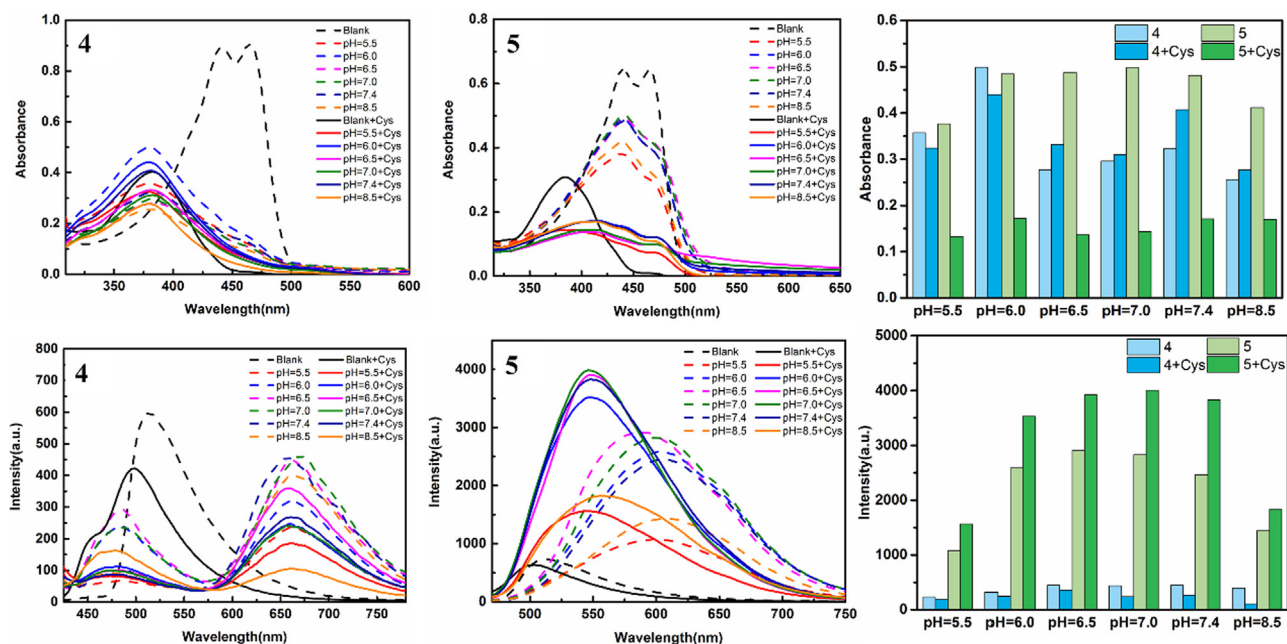 4
Blank
pH=5.5
pH=6.0
pH=6.5
pH=7.0
pH=7.4
pH=8.5
Blank+Cys
pH=5.5+Cys
pH=6.0+Cys
pH=6.5+Cys
pH=7.0+Cys
pH=7.4+Cys
pH=8.5+Cys
Absorbance
1.0
0.8
0.6
0.4
0.2
0.0
350 400 450 500 550 600
Wavelength(nm)
5
Blank
pH=5.5
pH=6.0
pH=6.5
pH=7.0
pH=7.4
pH=8.5
Blank+Cys
pH=5.5+Cys
pH=6.0+Cys
pH=6.5+Cys
pH=7.0+Cys
pH=7.4+Cys
pH=8.5+Cys
Absorbance
0.8
0.6
0.4
0.2
0.0
350 400 450 500 550 600 650
Wavelength(nm)
4 5
4+Cys 5+Cys
Absorbance
0.6
0.5
0.4
0.3
0.2
0.1
0.0
pH=5.5 pH=6.0 pH=6.5 pH=7.0 pH=7.4 pH=8.5
4
Blank Blank+Cys
pH=5.5 pH=5.5+Cys
pH=6.0 pH=6.0+Cys
pH=6.5 pH=6.5+Cys
pH=7.0 pH=7.0+Cys
pH=7.4 pH=7.4+Cys
pH=8.5 pH=8.5+Cys
Intensity(a.u.)
800
700
600
500
400
300
200
100
0
450 500 550 600 650 700 750
Wavelength(nm)
5
Blank Blank+Cys
pH=5.5 pH=5.5+Cys
pH=6.0 pH=6.0+Cys
pH=6.5 pH=6.5+Cys
pH=7.0 pH=7.0+Cys
pH=7.4 pH=7.4+Cys
pH=8.5 pH=8.5+Cys
Intensity(a.u.)
4000
3000
2000
1000
0
500 550 600 650 700 750
Wavelength(nm)
4 5
4+Cys 5+Cys
Intensity(a.u.)
5000
4000
3000
2000
1000
0
pH=5.5 pH=6.0 pH=6.5 pH=7.0 pH=7.4 pH=8.5